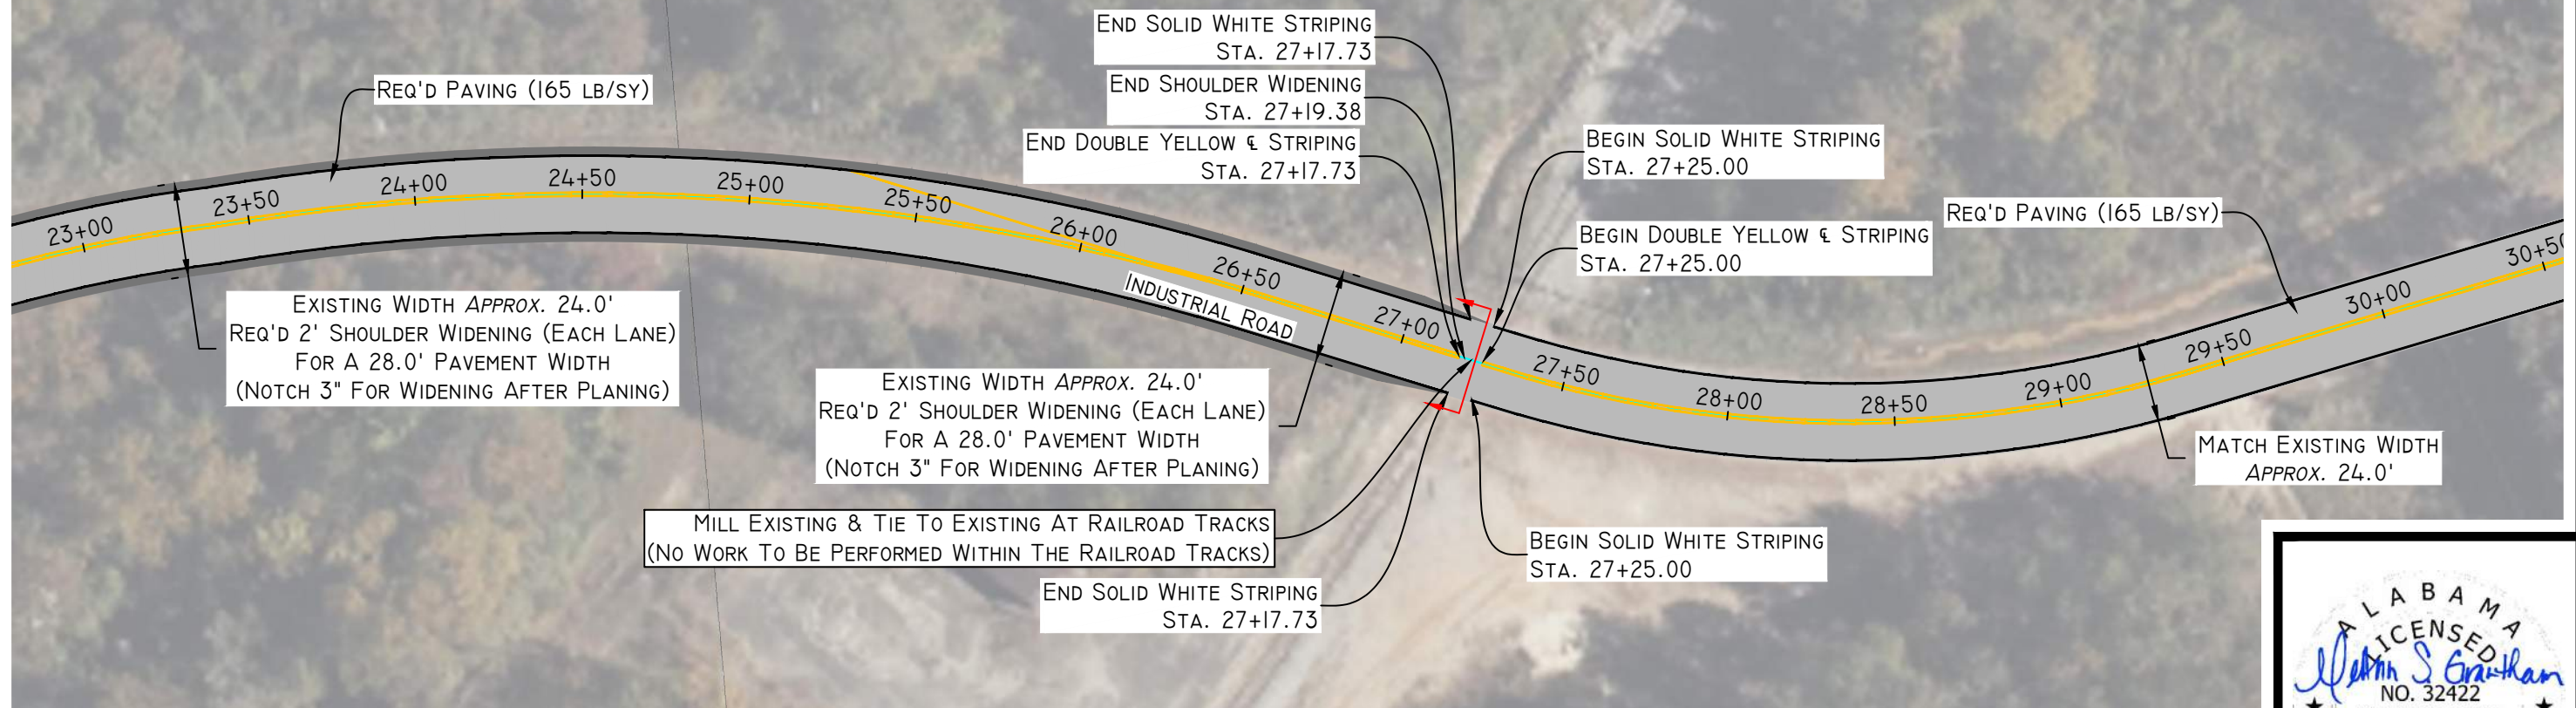 END SOLID WHITE STRIPING
STA. 27+17.73
END SHOULDER WIDENING
STA. 27+19.38
END DOUBLE YELLOW ℄ STRIPING
STA. 27+17.73
REQ'D PAVING (165 LB/SY)
BEGIN SOLID WHITE STRIPING
STA. 27+25.00
BEGIN DOUBLE YELLOW ℄ STRIPING
STA. 27+25.00
REQ'D PAVING (165 LB/SY)
23+00
23+50
24+00
24+50
25+00
25+50
26+00
26+50
27+00
27+50
28+00
28+50
29+00
29+50
30+00
30+50
INDUSTRIAL ROAD
EXISTING WIDTH APPROX. 24.0'
REQ'D 2' SHOULDER WIDENING (EACH LANE)
FOR A 28.0' PAVEMENT WIDTH
(NOTCH 3" FOR WIDENING AFTER PLANING)
EXISTING WIDTH APPROX. 24.0'
REQ'D 2' SHOULDER WIDENING (EACH LANE)
FOR A 28.0' PAVEMENT WIDTH
(NOTCH 3" FOR WIDENING AFTER PLANING)
MATCH EXISTING WIDTH
APPROX. 24.0'
MILL EXISTING & TIE TO EXISTING AT RAILROAD TRACKS
(NO WORK TO BE PERFORMED WITHIN THE RAILROAD TRACKS)
BEGIN SOLID WHITE STRIPING
STA. 27+25.00
END SOLID WHITE STRIPING
STA. 27+17.73
ALABAMA
LICENSED
S. Grantham
NO. 32422